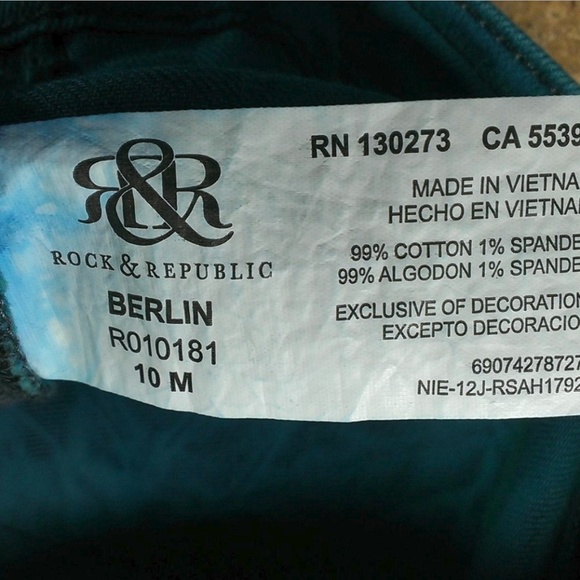 R&R
ROCK & REPUBLIC
BERLIN
R010181
10 M
RN 130273 CA 5539
MADE IN VIETNA
HECHO EN VIETNA
99% COTTON 1% SPANDE
99% ALGODON 1% SPANDE
EXCLUSIVE OF DECORATION
EXCEPTO DECORACIO
69074278727
NIE-12J-RSAH1792